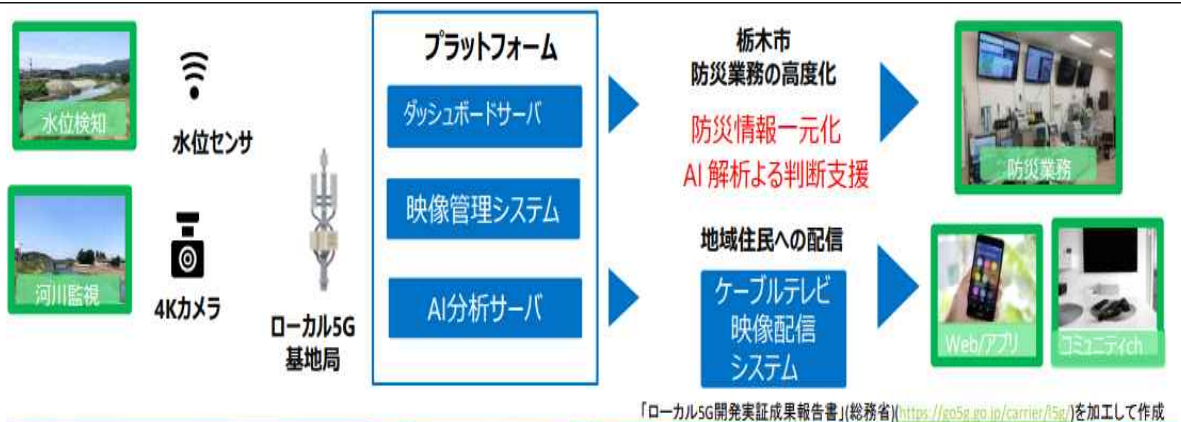 水位検知
水位センサ
河川監視
4Kカメラ
ローカル5G
基地局
プラットフォーム
ダッシュボードサーバ
映像管理システム
AI分析サーバ
栃木市
防災業務の高度化
防災情報一元化
AI 解析よる判断支援
防災業務
地域住民への配信
ケーブルテレビ
映像配信
システム
Web/アプリ
コミュニティch
「ローカル5G開発実証成果報告書」(総務省)(https://go5g.go.jp/carrier/l5g/)を加工して作成